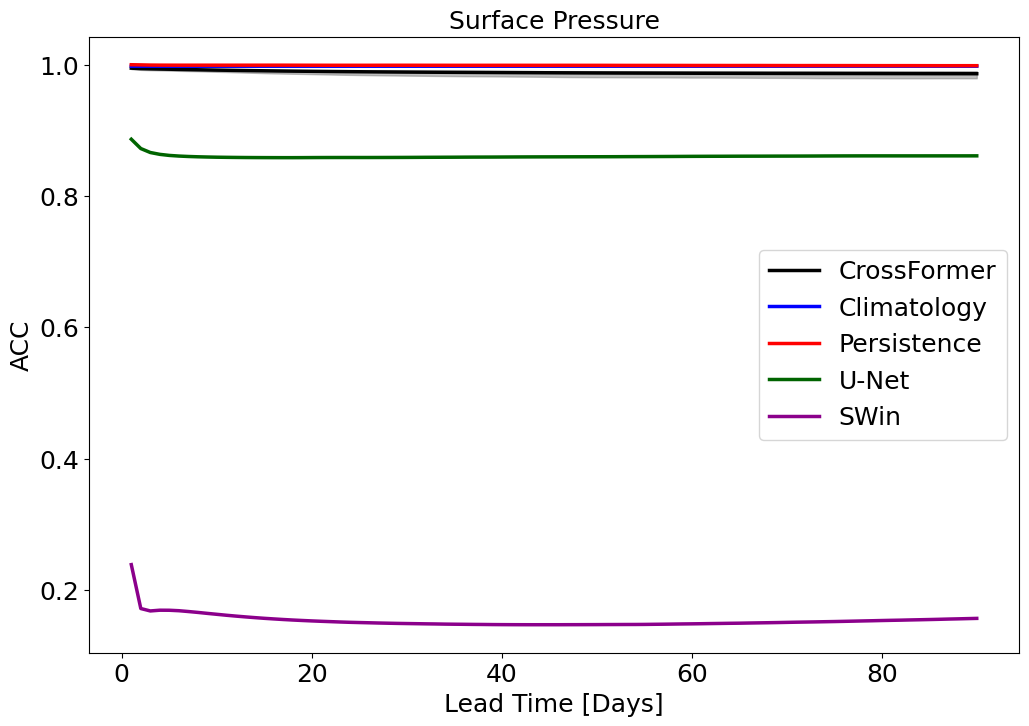 Surface Pressure
1.0
0.8
0.6
0.4
0.2
ACC
CrossFormer
Climatology
Persistence
U-Net
SWin
0 20 40 60 80
Lead Time [Days]